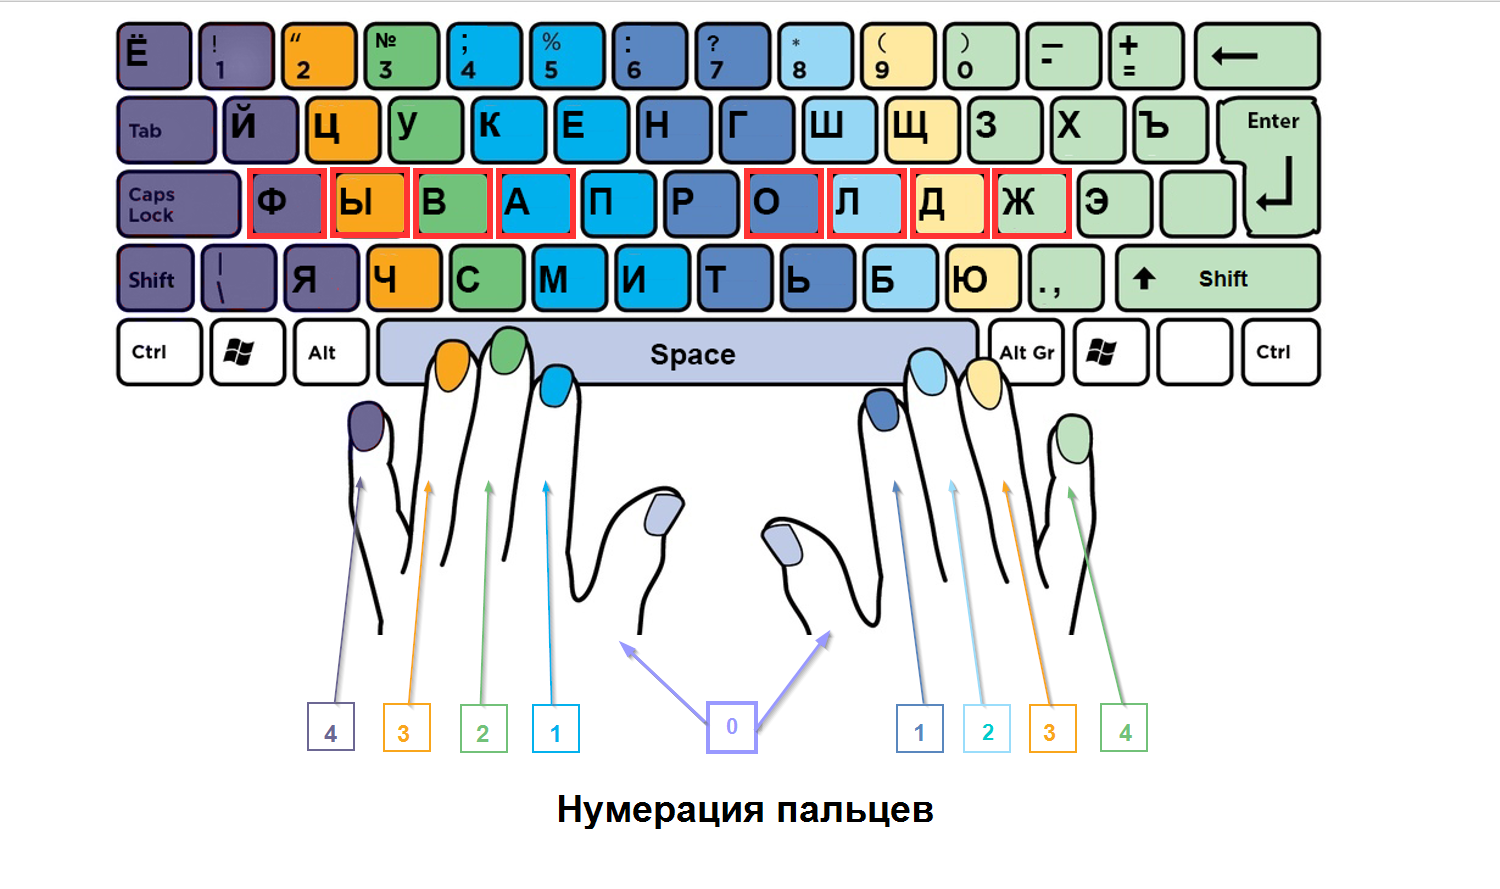 Ё ! 1 “ 2 № 3 ; 4 % 5 : 6 ? 7 * 8 ( 9 ) 0 — - + =
Tab Й Ц У К Е Н Г Ш Щ З Х Ъ Enter
Caps Lock Ф Ы В А П Р О Л Д Ж Э
Shift | \ Я Ч С М И Т Ь Б Ю . , Shift
Ctrl Alt Space Alt Gr Ctrl
4 3 2 1 0 1 2 3 4
Нумерация пальцев